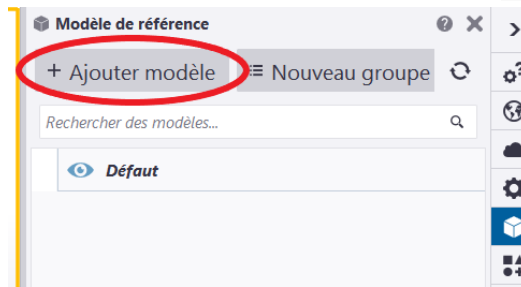 Modèle de référence
+ Ajouter modèle Nouveau groupe
Rechercher des modèles...
Défaut